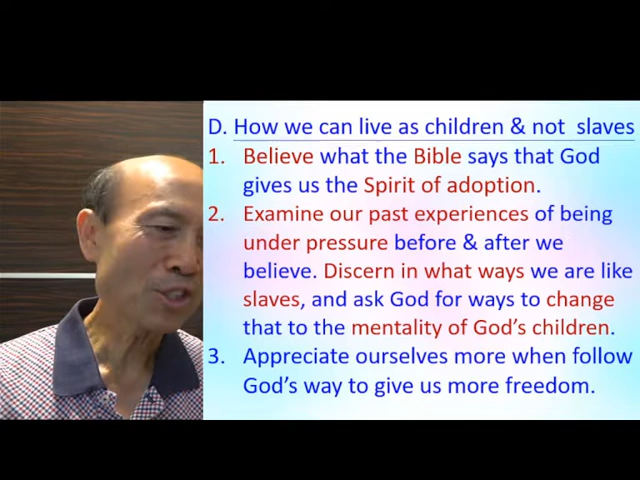 D. How we can live as children & not slaves
1. Believe what the Bible says that God
gives us the Spirit of adoption.
2. Examine our past experiences of being
under pressure before & after we
believe. Discern in what ways we are like
slaves, and ask God for ways to change
that to the mentality of God's children.
3. Appreciate ourselves more when follow
God's way to give us more freedom.